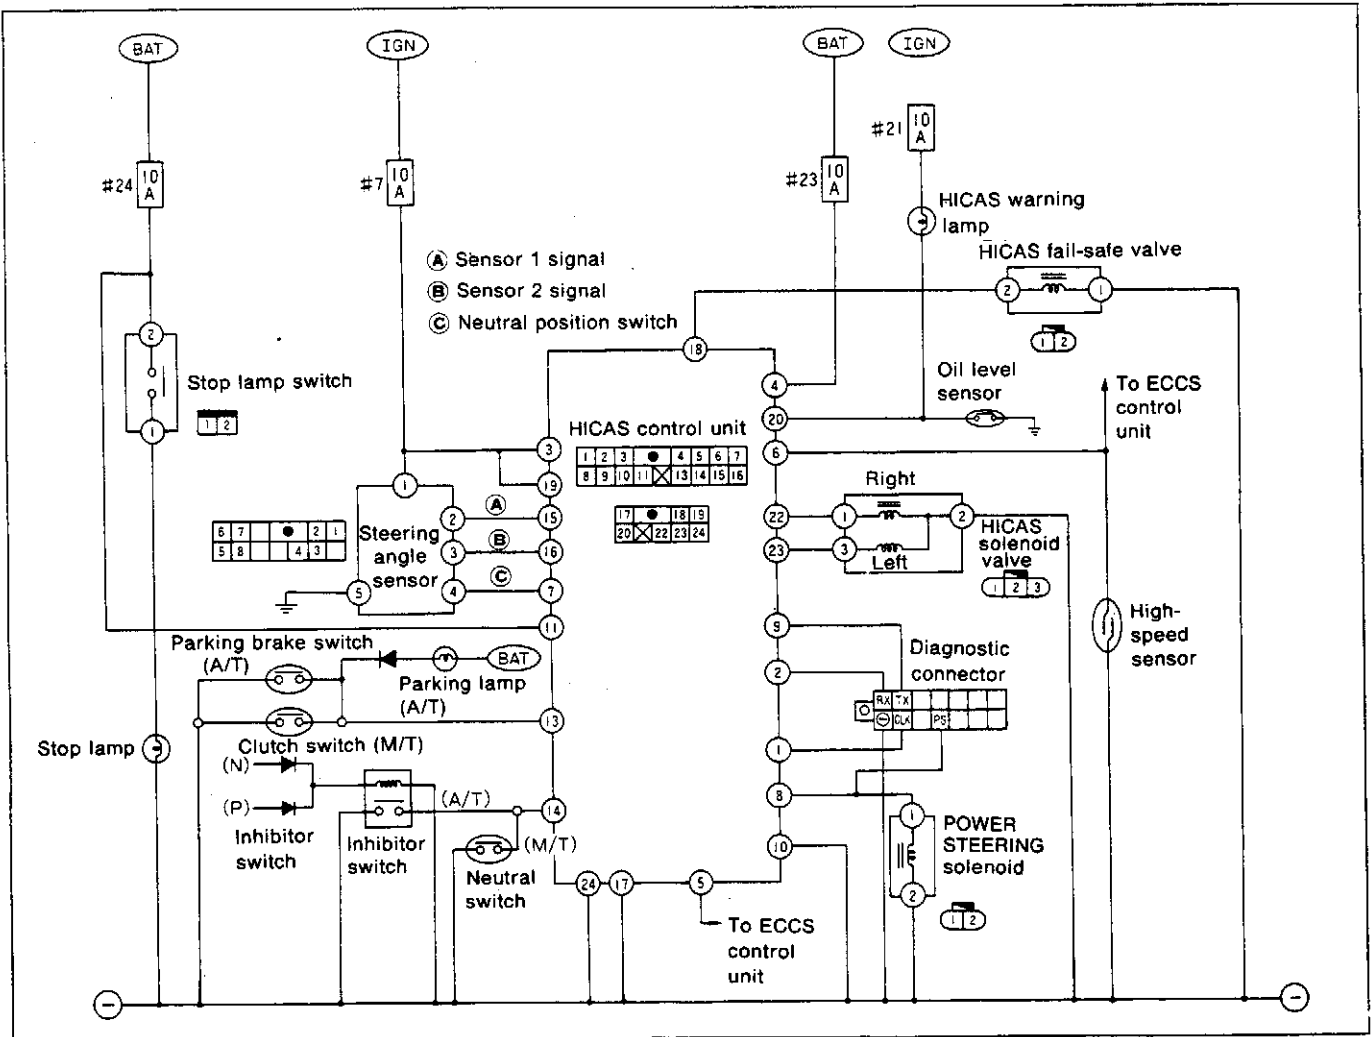 BAT
IGN
BAT
IGN
#24
10
A
#7
10
A
#23
10
A
#21
10
A
HICAS warning
lamp
HICAS fail-safe valve
2
1
1 2
A Sensor 1 signal
B Sensor 2 signal
C Neutral position switch
2
Stop lamp switch
1
1 2
18
4
20
6
Oil level
sensor
To ECCS
control
unit
HICAS control unit
1 2 3 4 5 6 7
8 9 10 11 13 14 15 16
17 18 19
20 22 23 24
3
19
15
16
7
11
13
14
1
2
3
4
5
A
B
C
Steering
angle
sensor
6 7 2 1
5 8 4 3
Right
22
23
1
3
2
Left
HICAS
solenoid
valve
1 2 3
High-
speed
sensor
Parking brake switch
(A/T)
BAT
Parking lamp
(A/T)
Clutch switch (M/T)
Stop lamp
(N)
(P)
Inhibitor
switch
Inhibitor
switch
(A/T)
(M/T)
Neutral
switch
9
2
1
8
10
Diagnostic
connector
RX TX
CLK PS
1
2
POWER
STEERING
solenoid
1 2
24
17
5
To ECCS
control
unit
−
−